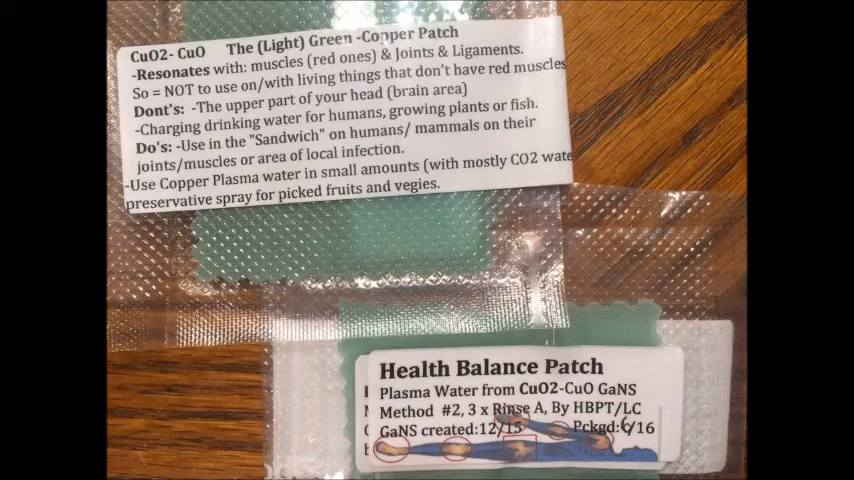 CuO2- CuO The (Light) Green -Copper Patch
-Resonates with: muscles (red ones) & Joints & Ligaments.
So = NOT to use on/with living things that don't have red muscles
Dont's: -The upper part of your head (brain area)
-Charging drinking water for humans, growing plants or fish.
Do's: -Use in the "Sandwich" on humans/ mammals on their
joints/muscles or area of local infection.
-Use Copper Plasma water in small amounts (with mostly CO2 wate
preservative spray for picked fruits and vegies.
Health Balance Patch
Plasma Water from CuO2-CuO GaNS
Method #2, 3 x Rinse A, By HBPT/LC
GaNS created:12/15 Pckgd:6/16